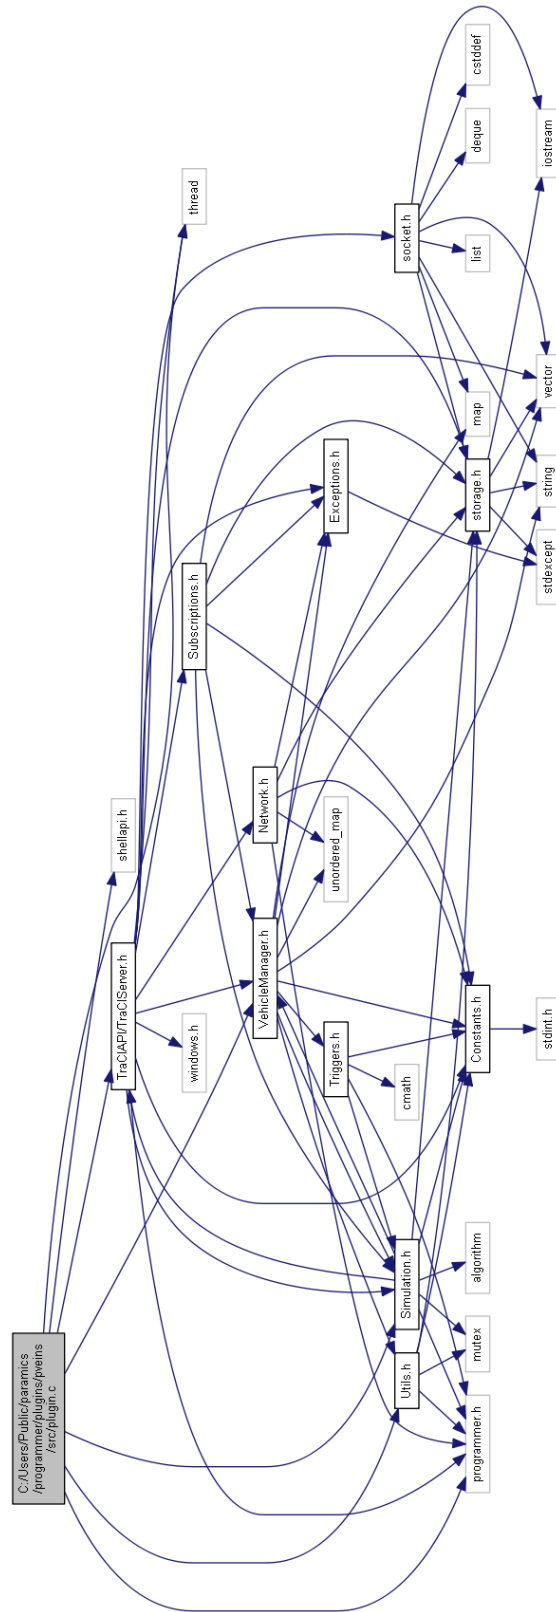 C:/Users/Public/paramics
/programmer/plugins/pveins
/src/plugin.c
TraCIAPI/TraCIServer.h
shellapi.h
windows.h
Subscriptions.h
thread
VehicleManager.h
Network.h
Triggers.h
unordered_map
Exceptions.h
Utils.h
Simulation.h
cmath
socket.h
programmer.h
mutex
algorithm
Constants.h
storage.h
map
list
deque
cstddef
stdint.h
stdexcept
string
vector
iostream